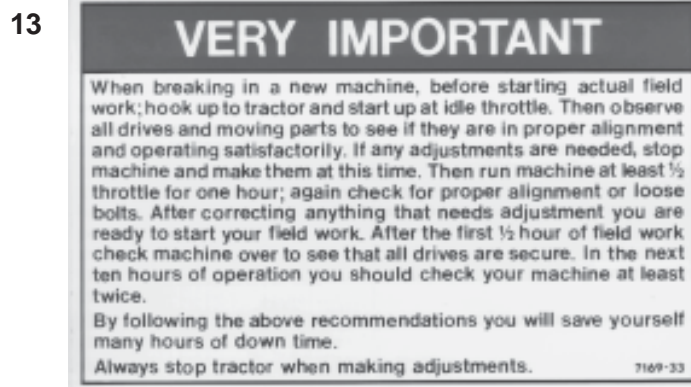 13
VERY IMPORTANT
When breaking in a new machine, before starting actual field
work; hook up to tractor and start up at idle throttle. Then observe
all drives and moving parts to see if they are in proper alignment
and operating satisfactorily. If any adjustments are needed, stop
machine and make them at this time. Then run machine at least ½
throttle for one hour; again check for proper alignment or loose
bolts. After correcting anything that needs adjustment you are
ready to start your field work. After the first ½ hour of field work
check machine over to see that all drives are secure. In the next
ten hours of operation you should check your machine at least
twice.
By following the above recommendations you will save yourself
many hours of down time.
Always stop tractor when making adjustments. 7169-33